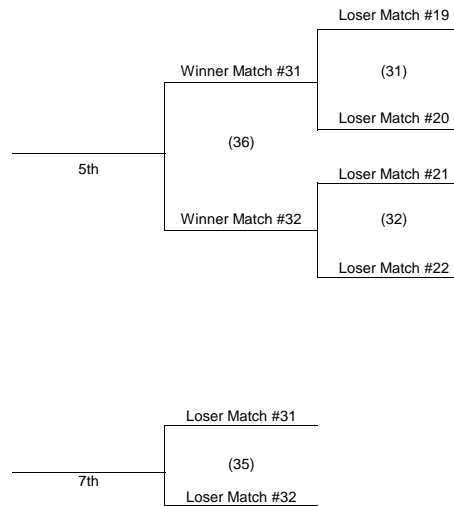 Loser Match #19
Winner Match #31
(31)
Loser Match #20
(36)
5th
Loser Match #21
Winner Match #32
(32)
Loser Match #22
Loser Match #31
(35)
7th
Loser Match #32